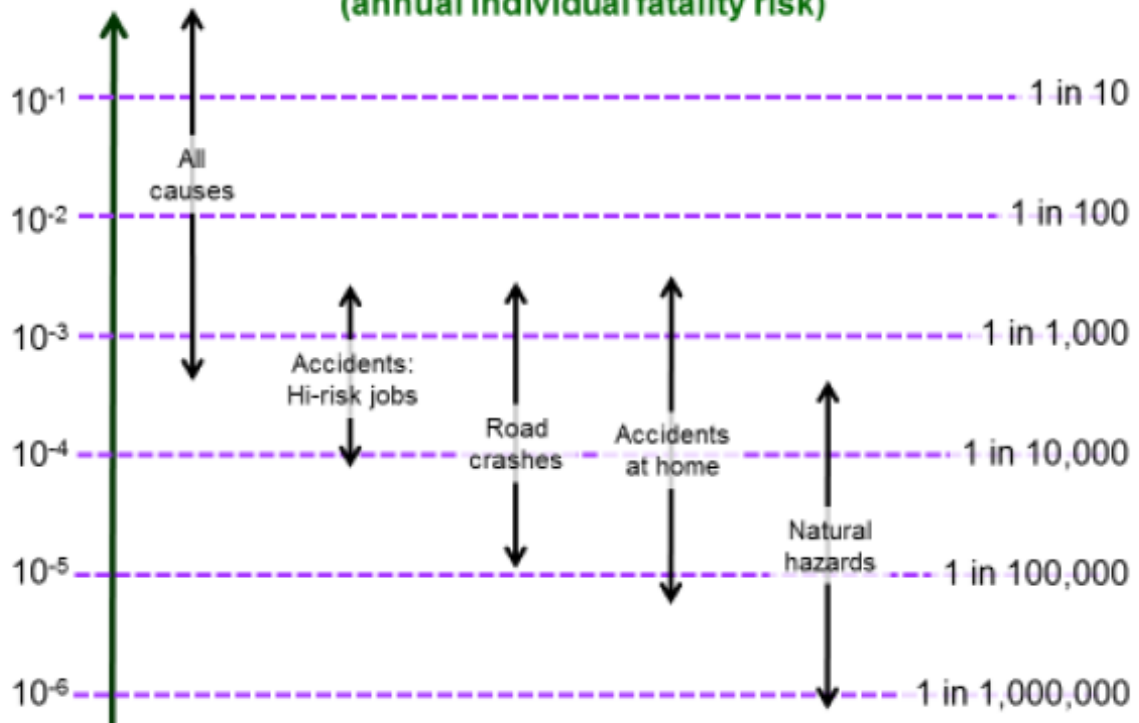 (annual individual fatality risk)
10⁻¹ 1 in 10
All
causes
10⁻² 1 in 100
10⁻³ 1 in 1,000
Accidents:
Hi-risk jobs
Road
crashes
Accidents
at home
10⁻⁴ 1 in 10,000
Natural
hazards
10⁻⁵ 1 in 100,000
10⁻⁶ 1 in 1,000,000